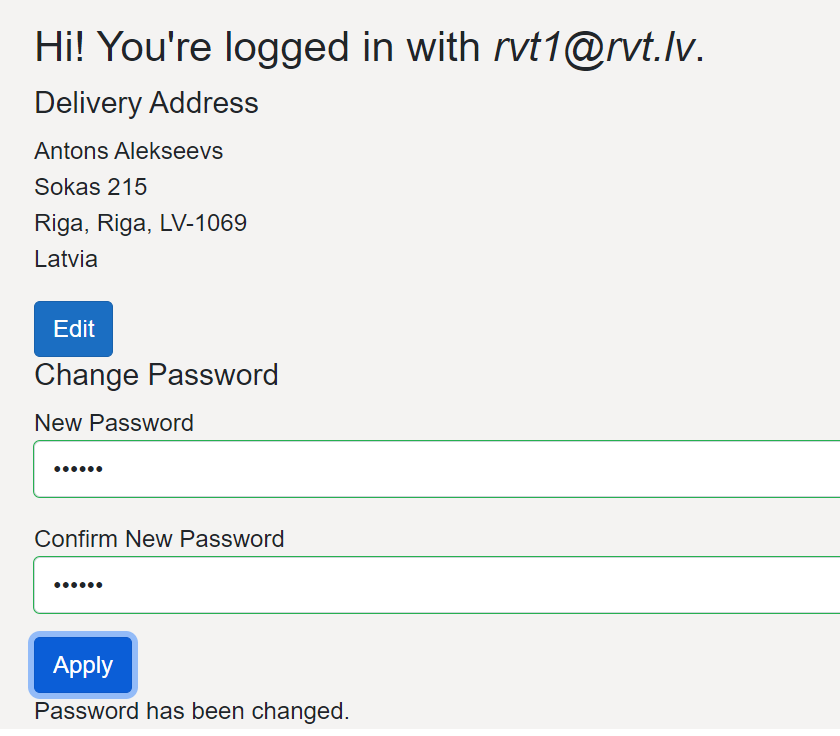 Hi! You're logged in with rvt1@rvt.lv.
Delivery Address
Antons Alekseevs
Sokas 215
Riga, Riga, LV-1069
Latvia
Edit
Change Password
New Password
••••••
Confirm New Password
••••••
Apply
Password has been changed.